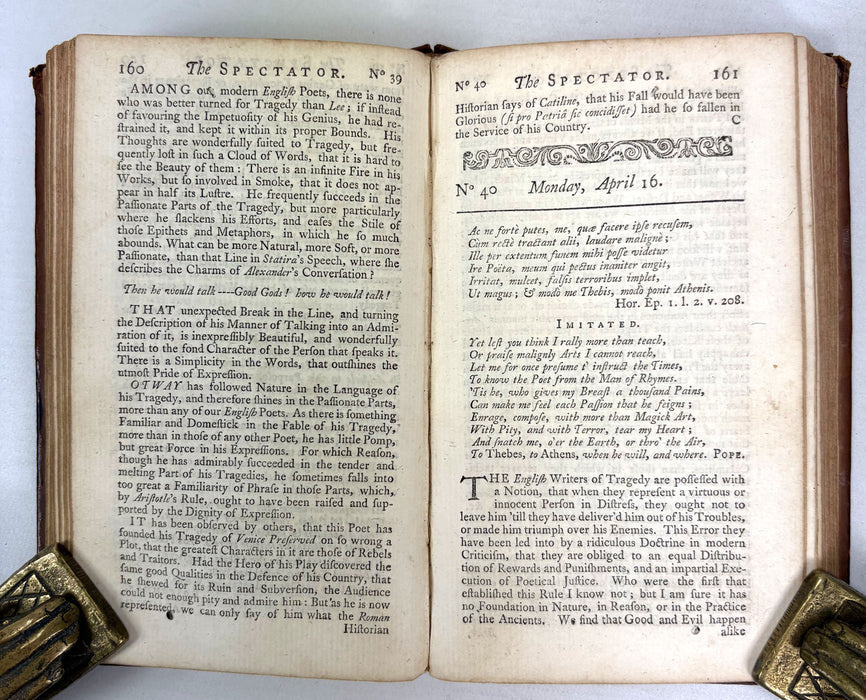 160 The SPECTATOR. No 39
AMONG our modern Engliſh Poets, there is none
who was better turned for Tragedy than Lee; if inſtead
of favouring the Impetuoſity of his Genius, he had re-
ſtrained it, and kept it within its proper Bounds. His
Thoughts are wonderfully ſuited to Tragedy, but fre-
quently loſt in ſuch a Cloud of Words, that it is hard to
ſee the Beauty of them: There is an infinite Fire in his
Works, but ſo involved in Smoke, that it does not ap-
pear in half its Luſtre. He frequently ſucceeds in the
Paſſionate Parts of the Tragedy, but more particularly
where he ſlackens his Efforts, and eaſes the Stile of
thoſe Epithets and Metaphors, in which he ſo much
abounds. What can be more Natural, more Soft, or more
Paſſionate, than that Line in Statira's Speech, where ſhe
deſcribes the Charms of Alexander's Converſation?
Then he would talk ----Good Gods! how he would talk!
THAT unexpected Break in the Line, and turning
the Deſcription of his Manner of Talking into an Admi-
ration of it, is inexpreſſibly Beautiful, and wonderfully
ſuited to the fond Character of the Perſon that ſpeaks it.
There is a Simplicity in the Words, that outſhines the
utmoſt Pride of Expreſſion.
OTWAY has followed Nature in the Language of
his Tragedy, and therefore ſhines in the Paſſionate Parts,
more than any of our Engliſh Poets. As there is ſomething
Familiar and Domeſtick in the Fable of his Tragedy,
more than in thoſe of any other Poet, he has little Pomp,
but great Force in his Expreſſions. For which Reaſon,
though he has admirably ſucceeded in the tender and
melting Part of his Tragedies, he ſometimes falls into
too great a Familiarity of Phraſe in thoſe Parts, which,
by Ariſtotle's Rule, ought to have been raiſed and ſup-
ported by the Dignity of Expreſſion.
IT has been obſerved by others, that this Poet has
founded his Tragedy of Venice Preſerved on ſo wrong a
Plot, that the greateſt Characters in it are thoſe of Rebels
and Traitors. Had the Hero of his Play diſcovered the
ſame good Qualities in the Defence of his Country, that
he ſhewed for its Ruin and Subverſion, the Audience
could not enough pity and admire him: But as he is now
repreſented, we can only ſay of him what the Roman
Hiſtorian
No 40 The SPECTATOR. 161
Hiſtorian ſays of Catiline, that his Fall would have been
Glorious (ſi pro Patriâ ſic concidiſſet) had he ſo fallen in
the Service of his Country. C
No 40 Monday, April 16.
Ac ne fortè putes, me, quæ facere ipſe recuſem,
Cùm rectè tractant alii, laudare malignè;
Ille per extentum funem mihi poſſe videtur
Ire Poëta, meum qui pectus inaniter angit,
Irritat, mulcet, falſis terroribus implet,
Ut magus; & modò me Thebis, modò ponit Athenis.
Hor. Ep. 1. l. 2. v. 208.
IMITATED.
Yet leſt you think I rally more than teach,
Or praiſe malignly Arts I cannot reach,
Let me for once preſume t' inſtruct the Times,
To know the Poet from the Man of Rhymes.
'Tis he, who gives my Breaſt a thouſand Pains,
Can make me feel each Paſſion that he feigns;
Enrage, compoſe, with more than Magick Art,
With Pity, and with Terror, tear my Heart;
And ſnatch me, o'er the Earth, or thro' the Air,
To Thebes, to Athens, when he will, and where. POPE.
THE Engliſh Writers of Tragedy are poſſeſſed with
a Notion, that when they repreſent a virtuous or
innocent Perſon in Diſtreſs, they ought not to
leave him 'till they have deliver'd him out of his Troubles,
or made him triumph over his Enemies. This Error they
have been led into by a ridiculous Doctrine in modern
Criticiſm, that they are obliged to an equal Diſtribu-
tion of Rewards and Puniſhments, and an impartial Exe-
cution of Poetical Juſtice. Who were the firſt that
eſtabliſhed this Rule I know not; but I am ſure it has
no Foundation in Nature, in Reaſon, or in the Practice
of the Ancients. We find that Good and Evil happen
alike